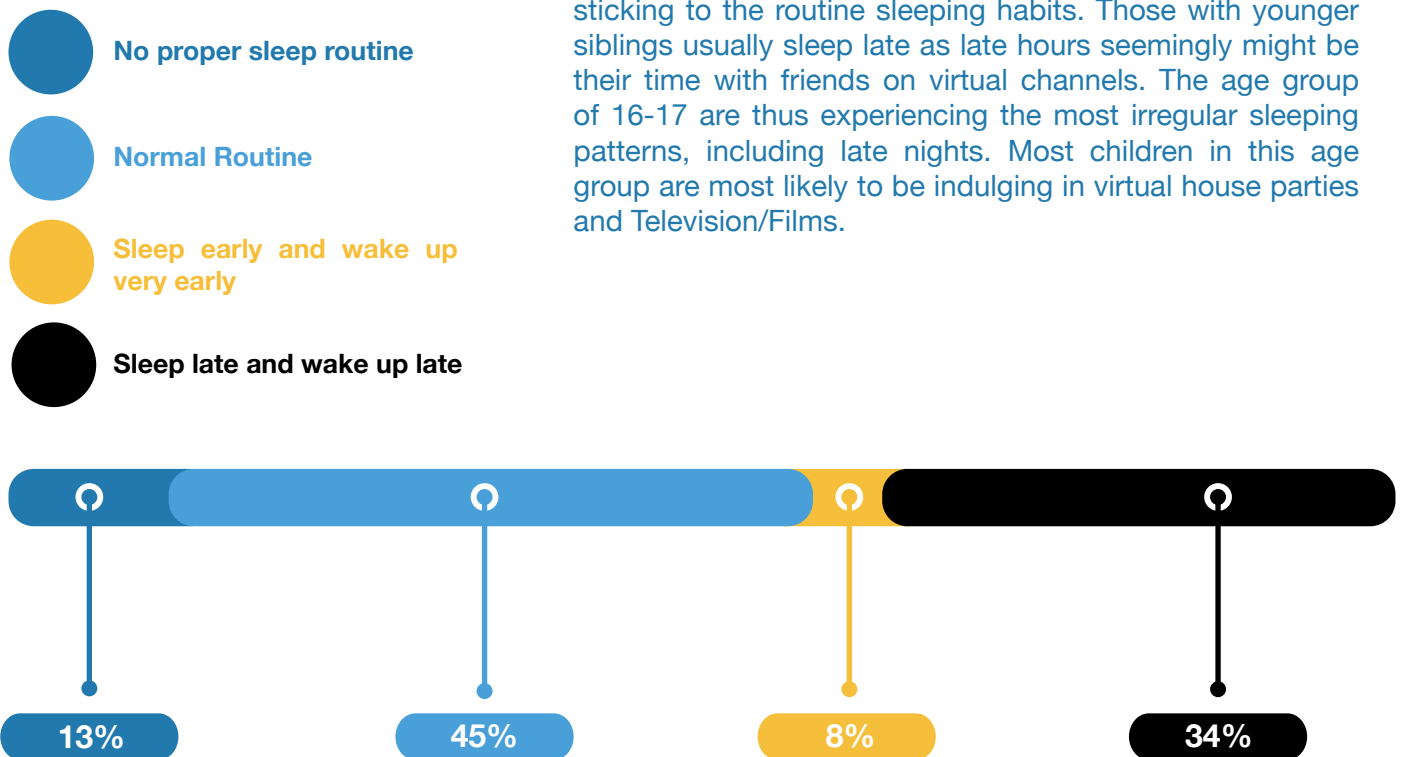 No proper sleep routine
Normal Routine
Sleep early and wake up
very early
Sleep late and wake up late
sticking to the routine sleeping habits. Those with younger
siblings usually sleep late as late hours seemingly might be
their time with friends on virtual channels. The age group
of 16-17 are thus experiencing the most irregular sleeping
patterns, including late nights. Most children in this age
group are most likely to be indulging in virtual house parties
and Television/Films.
13%
45%
8%
34%